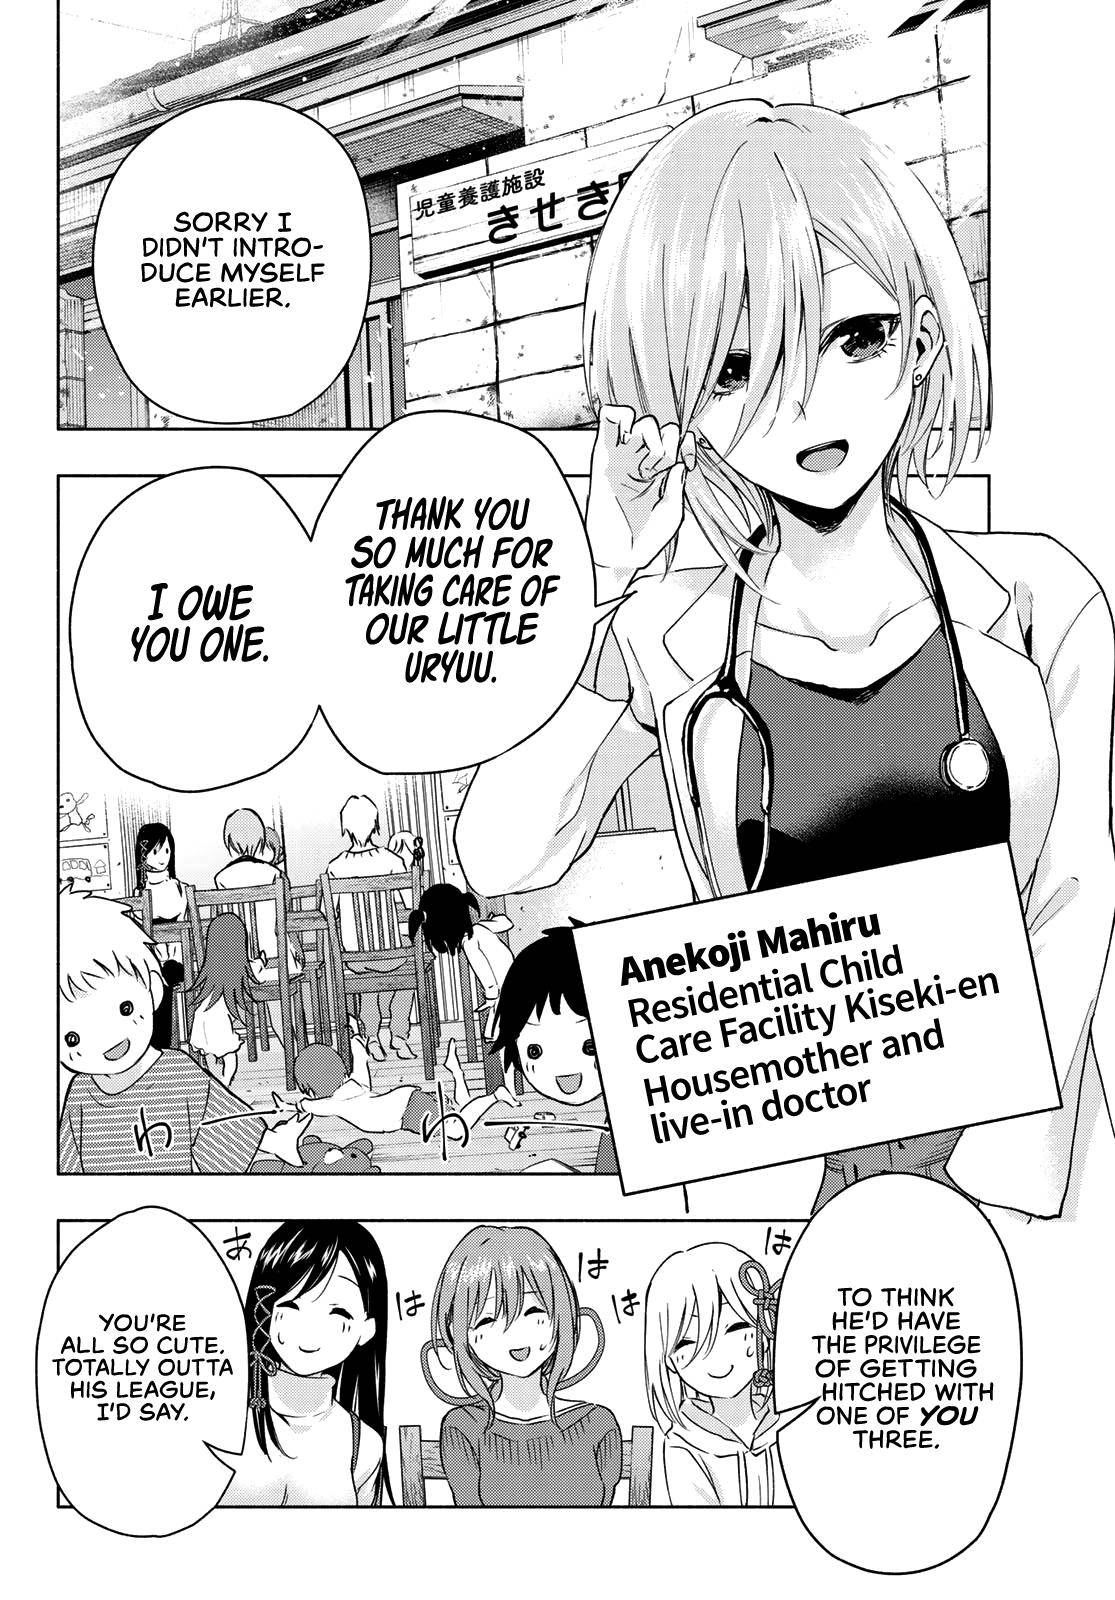 児童養護施設
きせき
SORRY I
DIDN'T INTRO-
DUCE MYSELF
EARLIER.
THANK YOU
SO MUCH FOR
TAKING CARE OF
OUR LITTLE
URYUU.
I OWE
YOU ONE.
Anekoji Mahiru
Residential Child
Care Facility Kiseki-en
Housemother and
live-in doctor
わー
わー
TO THINK
HE'D HAVE
THE PRIVILEGE
OF GETTING
HITCHED WITH
ONE OF YOU
THREE.
は
は
は
は
あ
YOU'RE
ALL SO CUTE.
TOTALLY OUTTA
HIS LEAGUE,
I'D SAY.